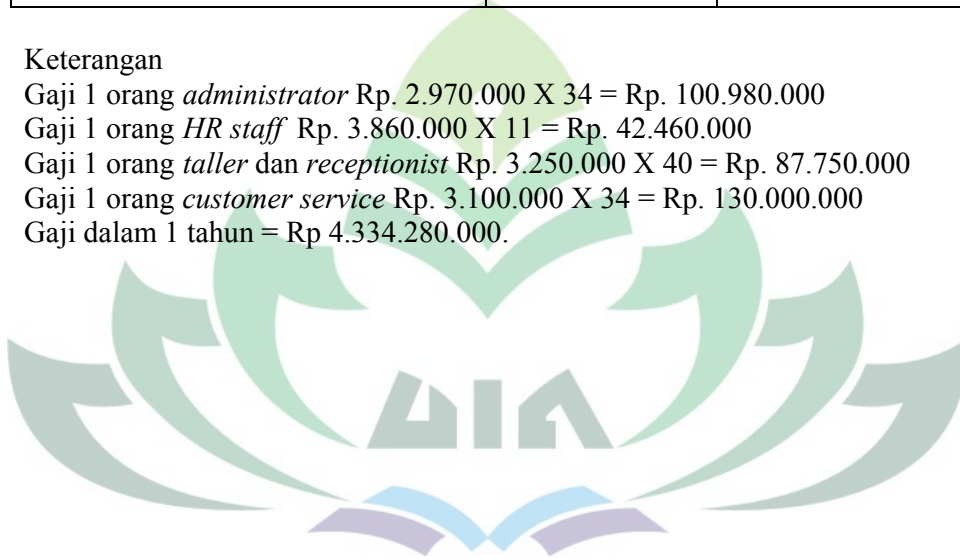 Keterangan
Gaji 1 orang administrator Rp. 2.970.000 X 34 = Rp. 100.980.000
Gaji 1 orang HR staff Rp. 3.860.000 X 11 = Rp. 42.460.000
Gaji 1 orang taller dan receptionist Rp. 3.250.000 X 40 = Rp. 87.750.000
Gaji 1 orang customer service Rp. 3.100.000 X 34 = Rp. 130.000.000
Gaji dalam 1 tahun = Rp 4.334.280.000.
UIN